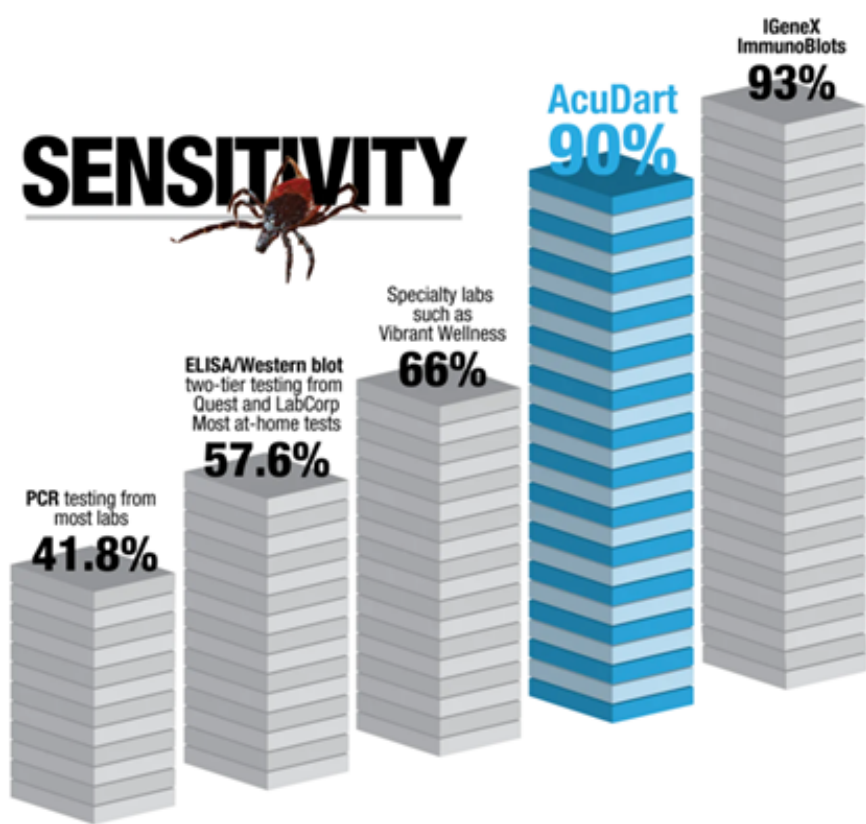 SENSITIVITY
PCR testing from
most labs
41.8%
ELISA/Western blot
two-tier testing from
Quest and LabCorp
Most at-home tests
57.6%
Specialty labs
such as
Vibrant Wellness
66%
AcuDart
90%
IGeneX
ImmunoBlots
93%